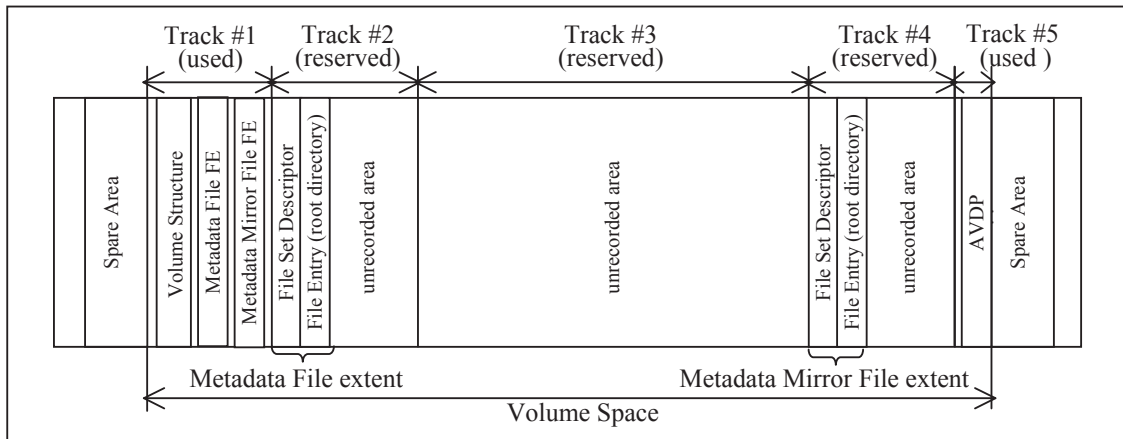 Track #1
(used)
Track #2
(reserved)
Track #3
(reserved)
Track #4
(reserved)
Track #5
(used )
Spare Area
Volume Structure
Metadata File FE
Metadata Mirror File FE
File Set Descriptor
File Entry (root directory)
unrecorded area
unrecorded area
File Set Descriptor
File Entry (root directory)
unrecorded area
AVDP
Spare Area
Metadata File extent
Metadata Mirror File extent
Volume Space